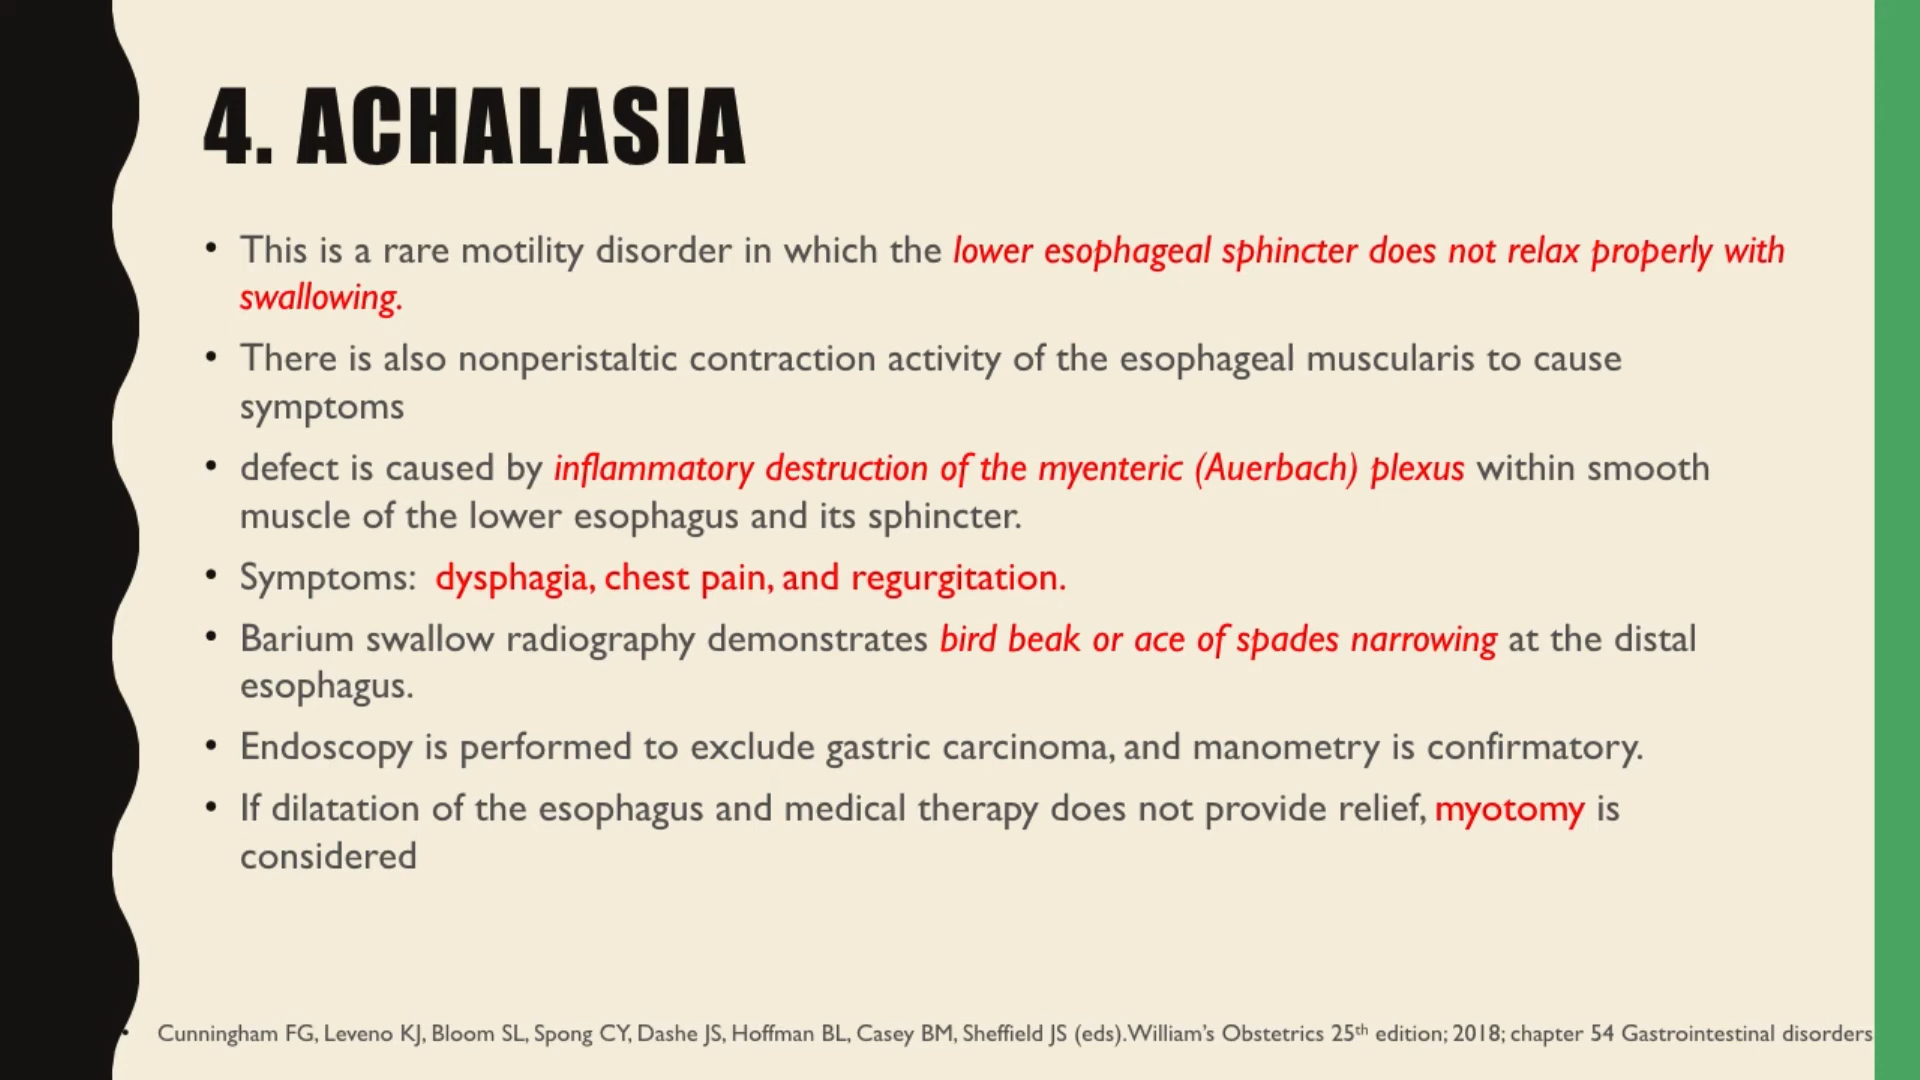 4. ACHALASIA
• This is a rare motility disorder in which the lower esophageal sphincter does not relax properly with
swallowing.
• There is also nonperistaltic contraction activity of the esophageal muscularis to cause
symptoms
• defect is caused by inflammatory destruction of the myenteric (Auerbach) plexus within smooth
muscle of the lower esophagus and its sphincter.
• Symptoms: dysphagia, chest pain, and regurgitation.
• Barium swallow radiography demonstrates bird beak or ace of spades narrowing at the distal
esophagus.
• Endoscopy is performed to exclude gastric carcinoma, and manometry is confirmatory.
• If dilatation of the esophagus and medical therapy does not provide relief, myotomy is
considered
• Cunningham FG, Leveno KJ, Bloom SL, Spong CY, Dashe JS, Hoffman BL, Casey BM, Sheffield JS (eds).William’s Obstetrics 25th edition; 2018; chapter 54 Gastrointestinal disorders